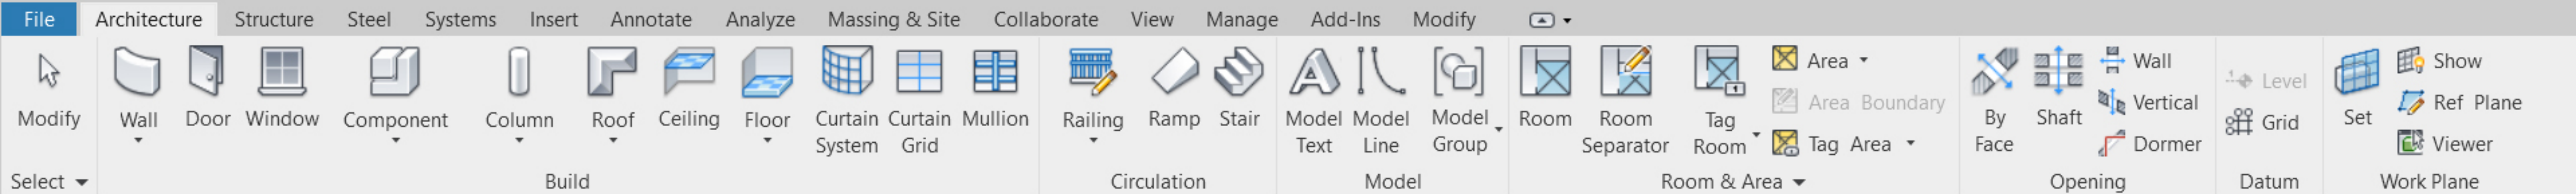 File Architecture Structure Steel Systems Insert Annotate Analyze Massing & Site Collaborate View Manage Add-Ins Modify
Modify
Wall
Door
Window
Component
Column
Roof
Ceiling
Floor
Curtain
System
Curtain
Grid
Mullion
Railing
Ramp
Stair
Model
Text
Model
Line
Model
Group
Room
Room
Separator
Tag
Room
Area
Area Boundary
Tag Area
By
Face
Shaft
Wall
Vertical
Dormer
Level
Grid
Set
Show
Ref Plane
Viewer
Select Build Circulation Model Room & Area Opening Datum Work Plane